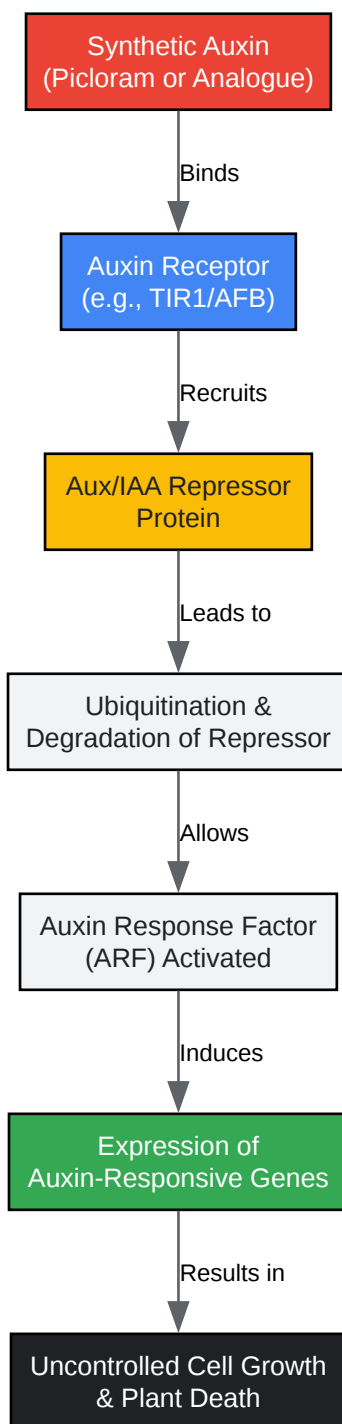 Synthetic Auxin
(Picloram or Analogue)
Binds
Auxin Receptor
(e.g., TIR1/AFB)
Recruits
Aux/IAA Repressor
Protein
Leads to
Ubiquitination &
Degradation of Repressor
Allows
Auxin Response Factor
(ARF) Activated
Induces
Expression of
Auxin-Responsive Genes
Results in
Uncontrolled Cell Growth
& Plant Death